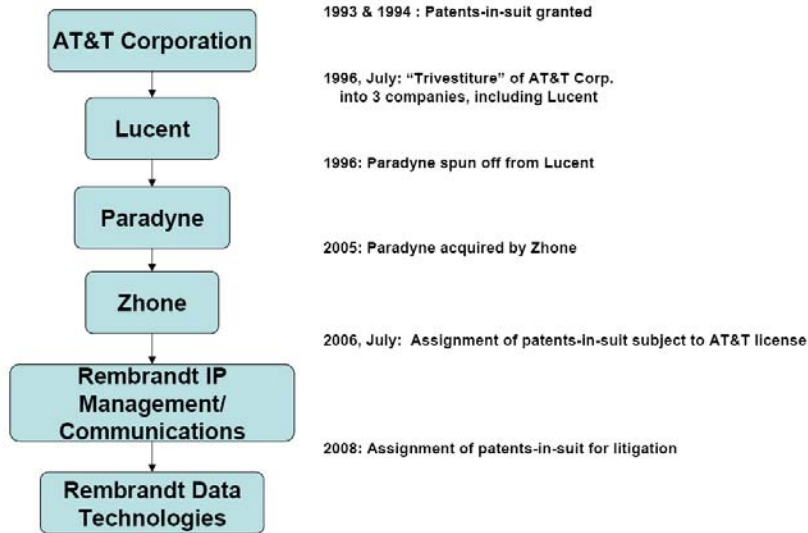 1993 & 1994 : Patents-in-suit granted
AT&T Corporation
1996, July: “Trivestiture” of AT&T Corp.
into 3 companies, including Lucent
Lucent
1996: Paradyne spun off from Lucent
Paradyne
2005: Paradyne acquired by Zhone
Zhone
2006, July: Assignment of patents-in-suit subject to AT&T license
Rembrandt IP
Management/
Communications
2008: Assignment of patents-in-suit for litigation
Rembrandt Data
Technologies